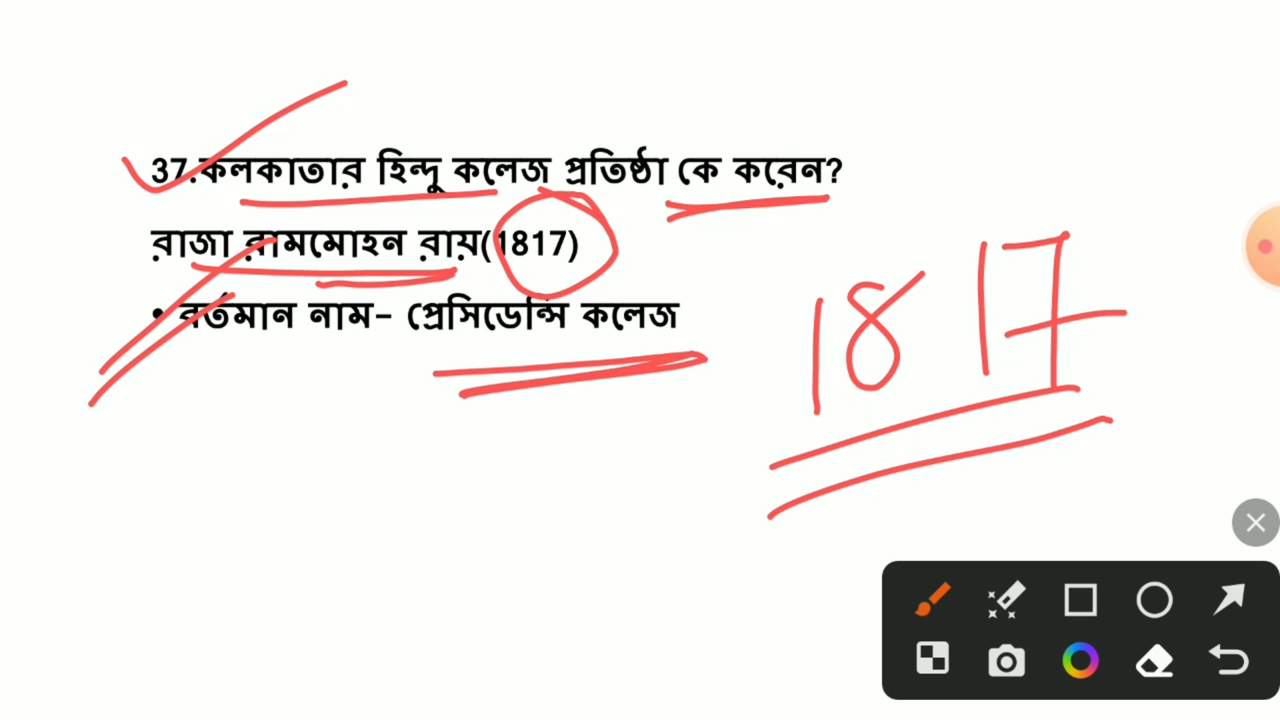 37.কলকাতার হিন্দু কলেজ প্রতিষ্ঠা কে করেন?
রাজা রামমোহন রায়(1817)
• বর্তমান নাম– প্রেসিডেন্সি কলেজ
1817